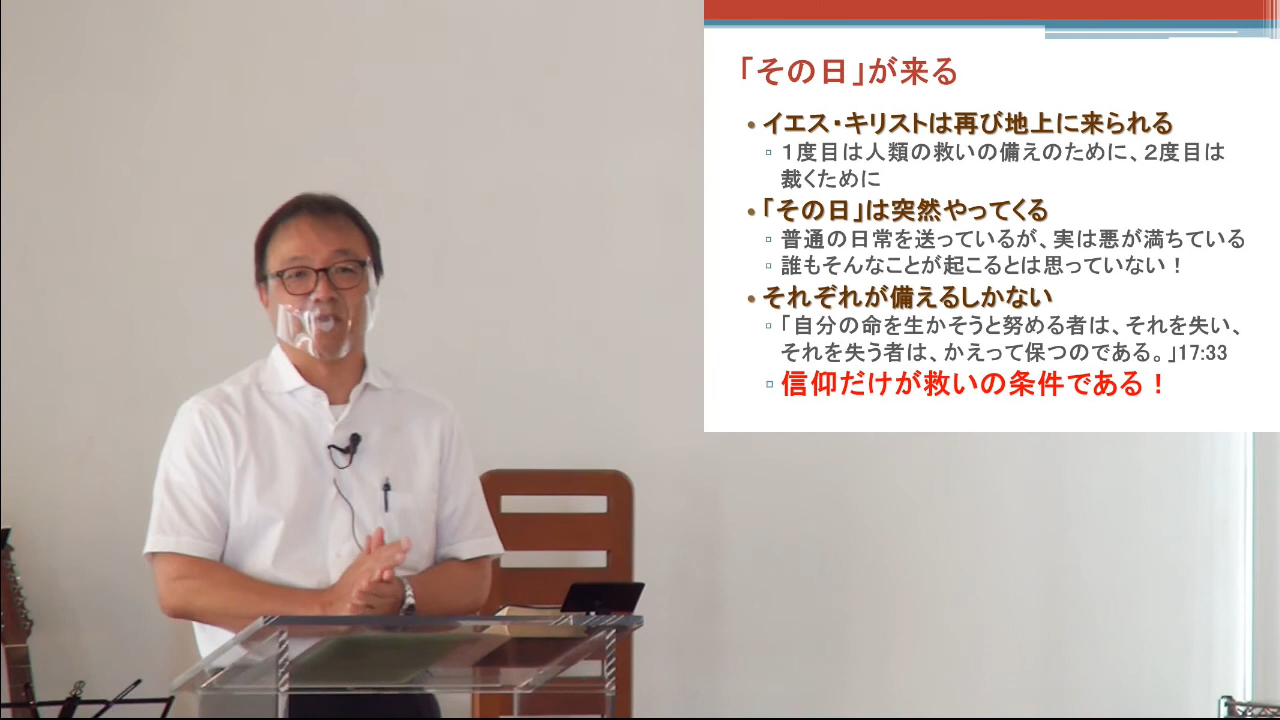 「その日」が来る
• イエス・キリストは再び地上に来られる
▫ １度目は人類の救いの備えのために、２度目は
裁くために
• 「その日」は突然やってくる
▫ 普通の日常を送っているが、実は悪が満ちている
▫ 誰もそんなことが起こるとは思っていない！
• それぞれが備えるしかない
▫ 「自分の命を生かそうと努める者は、それを失い、
それを失う者は、かえって保つのである。」17:33
▫ 信仰だけが救いの条件である！